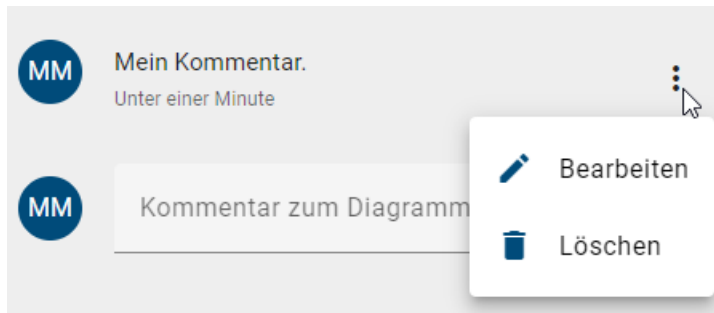 MM
Mein Kommentar.
Unter einer Minute
Bearbeiten
MM
Kommentar zum Diagramm
Löschen